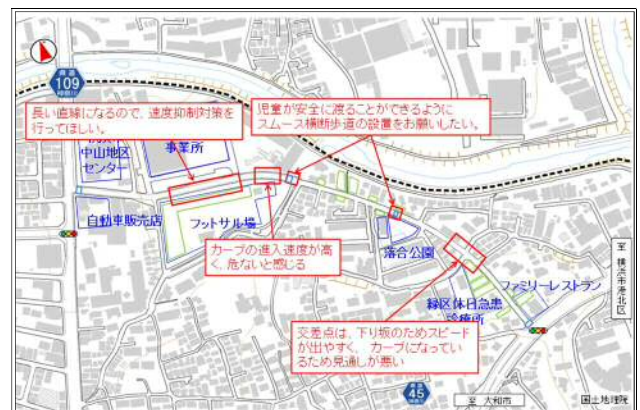 県道
109
神奈川
長い直線になるので、速度抑制対策を
行ってほしい。
児童が安全に渡ることができるように
スムース横断歩道の設置をお願いしたい。
中山地区
センター
事業所
自動車販売店
フットサル場
カーブの進入速度が高
く、危ないと感じる
落合公園
至 横浜市港北区
ファミリーレストラン
緑区休日急患
診療所
交差点は、下り坂のためスピード
が出やすく、カーブになってい
るため見通しが悪い
45
至 大和市
国土地理院